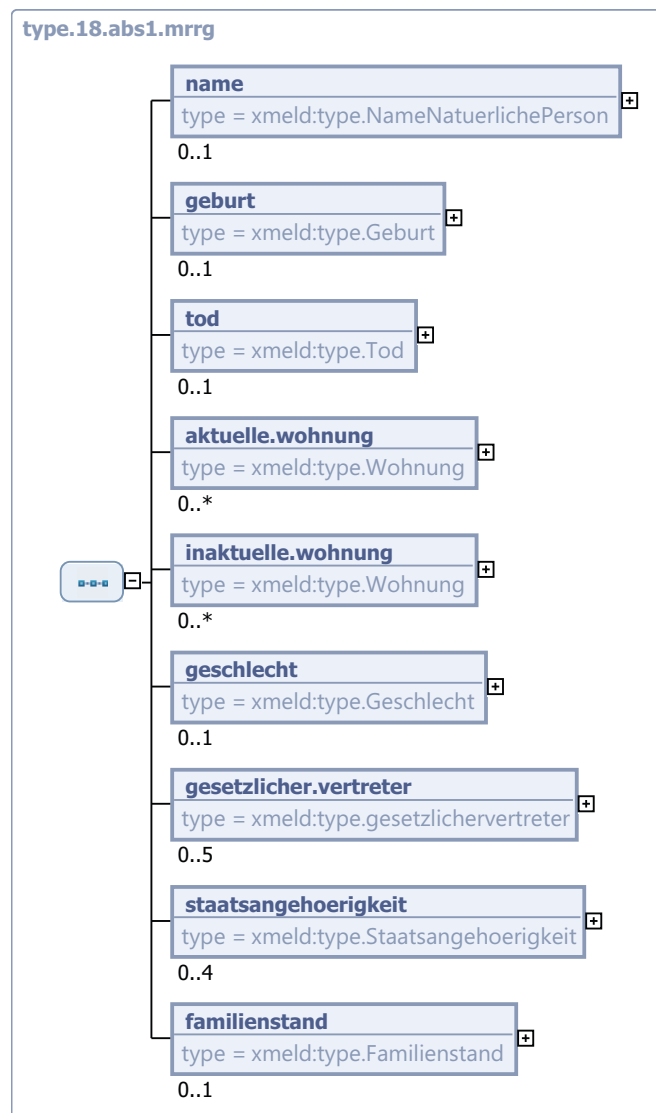 type.18.abs1.mrrg
name
type = xmeld:type.NameNatuerlichePerson
0..1
geburt
type = xmeld:type.Geburt
0..1
tod
type = xmeld:type.Tod
0..1
aktuelle.wohnung
type = xmeld:type.Wohnung
0..*
inaktuelle.wohnung
type = xmeld:type.Wohnung
0..*
geschlecht
type = xmeld:type.Geschlecht
0..1
gesetzlicher.vertreter
type = xmeld:type.gesetzlichervertreter
0..5
staatsangehoerigkeit
type = xmeld:type.Staatsangehoerigkeit
0..4
familienstand
type = xmeld:type.Familienstand
0..1